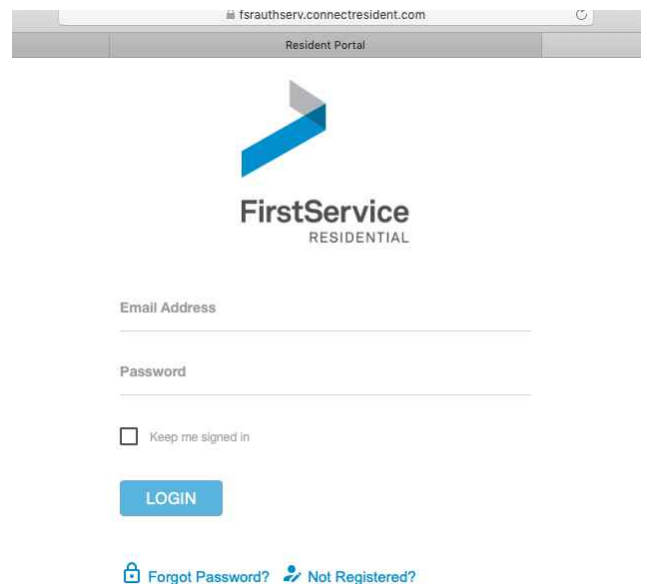 fsrauthserv.connectresident.com
Resident Portal
FirstService
RESIDENTIAL
Email Address
Password
Keep me signed in
LOGIN
Forgot Password? Not Registered?